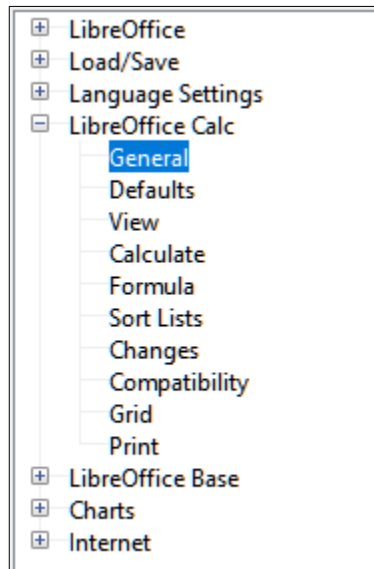 LibreOffice
Load/Save
Language Settings
LibreOffice Calc
General
Defaults
View
Calculate
Formula
Sort Lists
Changes
Compatibility
Grid
Print
LibreOffice Base
Charts
Internet